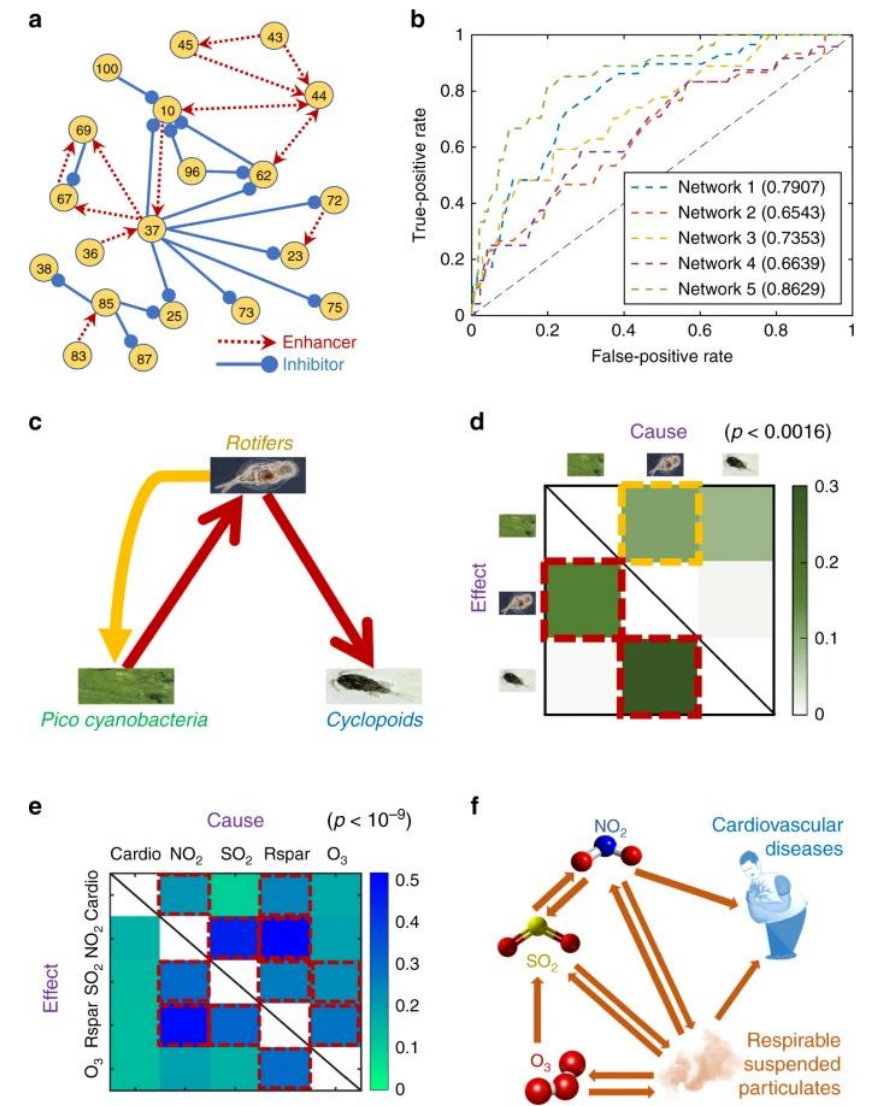 a
45
43
100
44
10
69
96
62
67
72
37
36
23
38
85
25
73
75
83
87
Enhancer
Inhibitor
b
1
0.8
0.6
0.4
0.2
0
True-positive rate
Network 1 (0.7907)
Network 2 (0.6543)
Network 3 (0.7353)
Network 4 (0.6639)
Network 5 (0.8629)
0 0.2 0.4 0.6 0.8 1
False-positive rate
c
Rotifers
Pico cyanobacteria
Cyclopoids
d
Cause (p < 0.0016)
Effect
0.3
0.2
0.1
0
e
Cause (p < 10⁻⁹)
Cardio NO₂ SO₂ Rspar O₃
Effect
Cardio
NO₂
SO₂
Rspar
O₃
0.5
0.4
0.3
0.2
0.1
0
f
NO₂
Cardiovascular
diseases
SO₂
O₃
Respirable
suspended
particulates